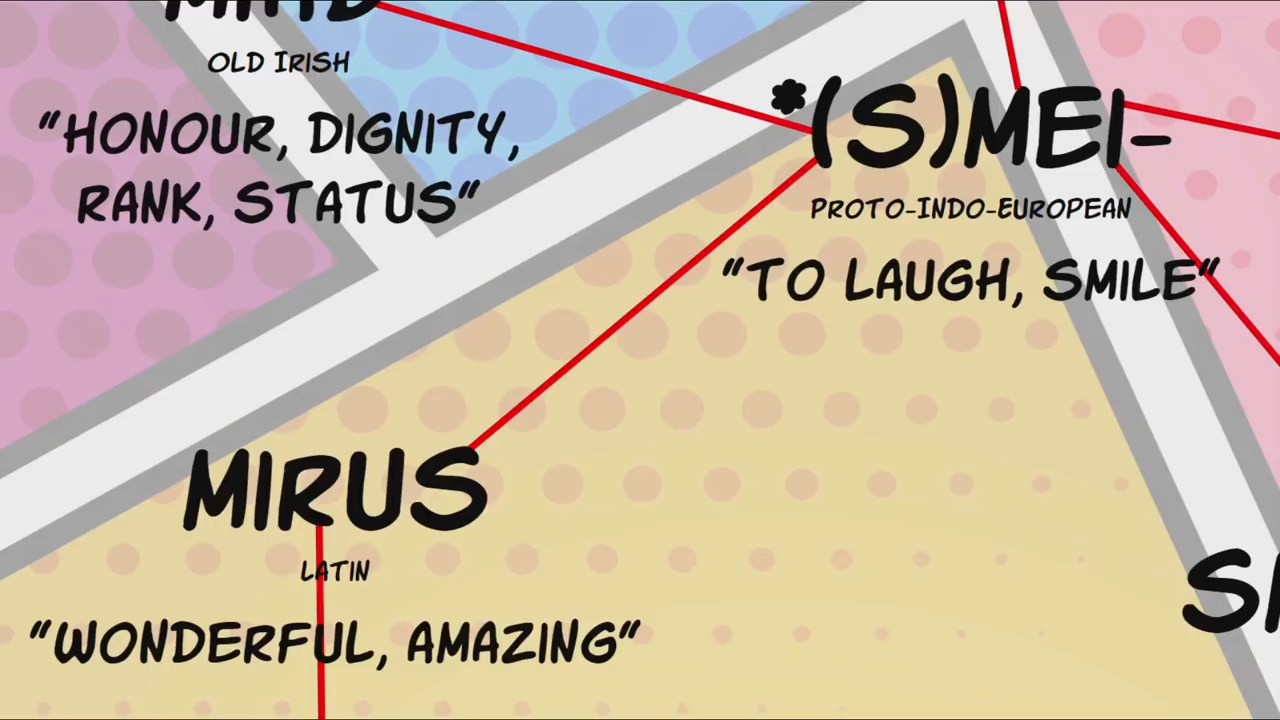 OLD IRISH
"HONOUR, DIGNITY,
RANK, STATUS"
*(S)MEI-
PROTO-INDO-EUROPEAN
"TO LAUGH, SMILE"
MIRUS
LATIN
"WONDERFUL, AMAZING"